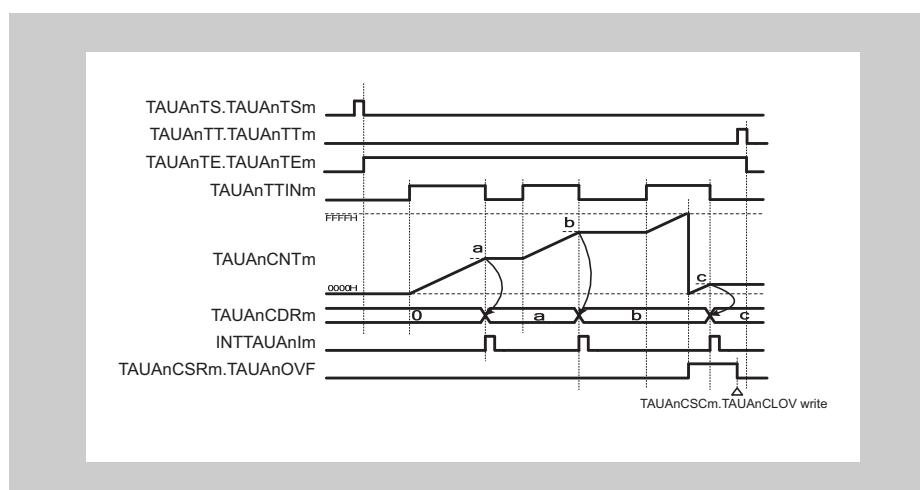 TAUAnTS.TAUAnTSm
TAUAnTT.TAUAnTTm
TAUAnTE.TAUAnTEm
TAUAnTTINm
FFFFH
b
a
TAUAnCNTm
c
0000H
TAUAnCDRm 0 a b c
INTTAUAnIm
TAUAnCSRm.TAUAnOVF
TAUAnCSCm.TAUAnCLOV write